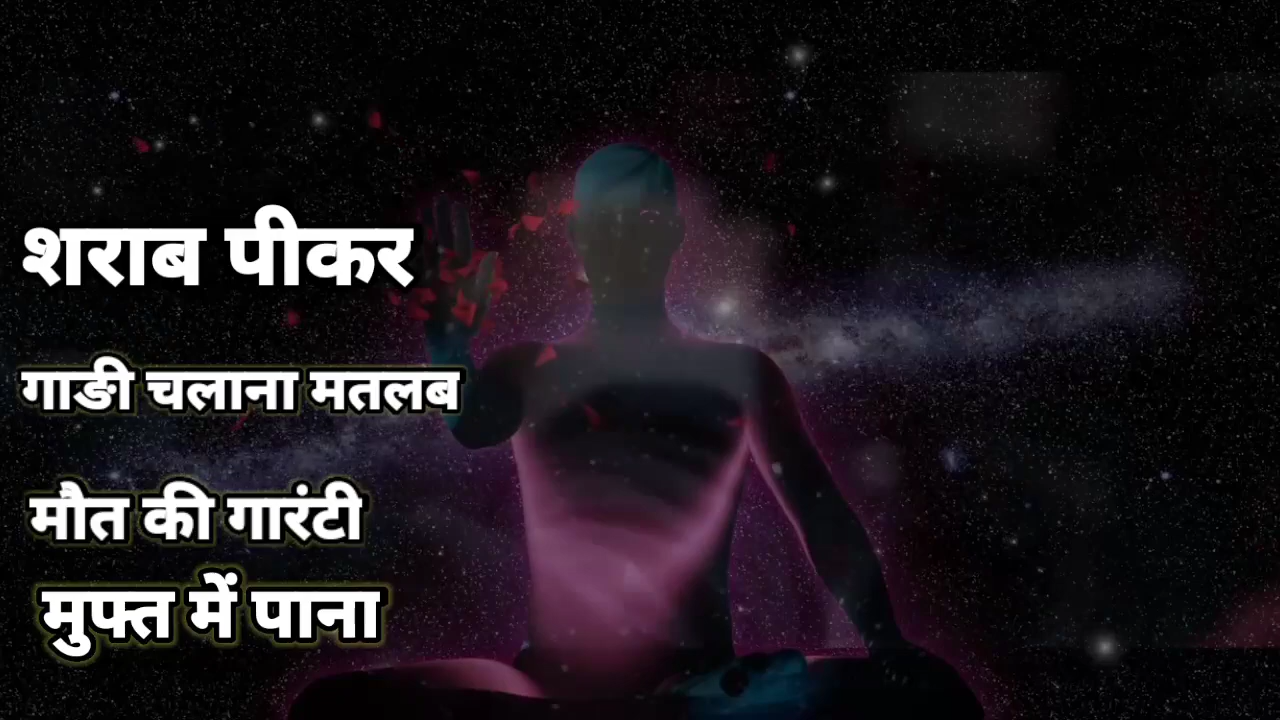 शराब पीकर
गाङी चलाना मतलब
मौत की गारंटी
मुफ्त में पाना